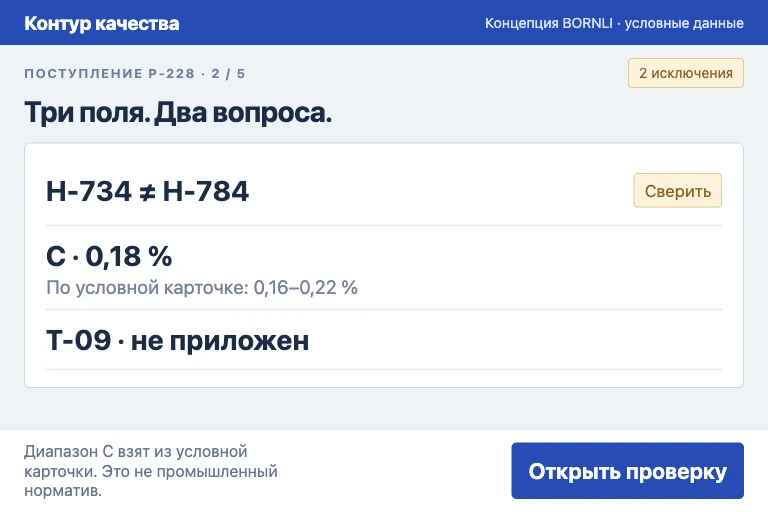 Контур качества
Концепция BORNLI · условные данные
ПОСТУПЛЕНИЕ P-228 · 2 / 5
2 исключения
Три поля. Два вопроса.
Н-734 ≠ Н-784
Сверить
C · 0,18 %
По условной карточке: 0,16–0,22 %
T-09 · не приложен
Диапазон C взят из условной
карточки. Это не промышленный
норматив.
Открыть проверку